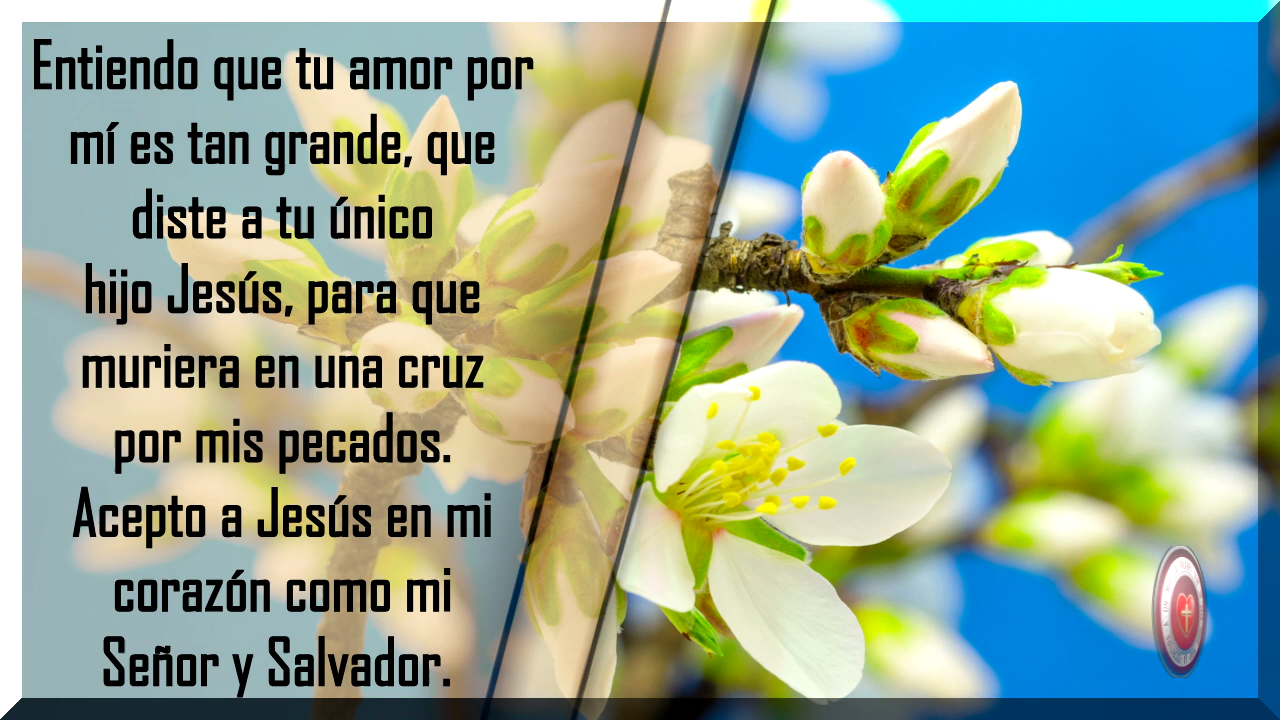 Entiendo que tu amor por
mí es tan grande, que
diste a tu único
hijo Jesús, para que
muriera en una cruz
por mis pecados.
Acepto a Jesús en mi
corazón como mi
Señor y Salvador.